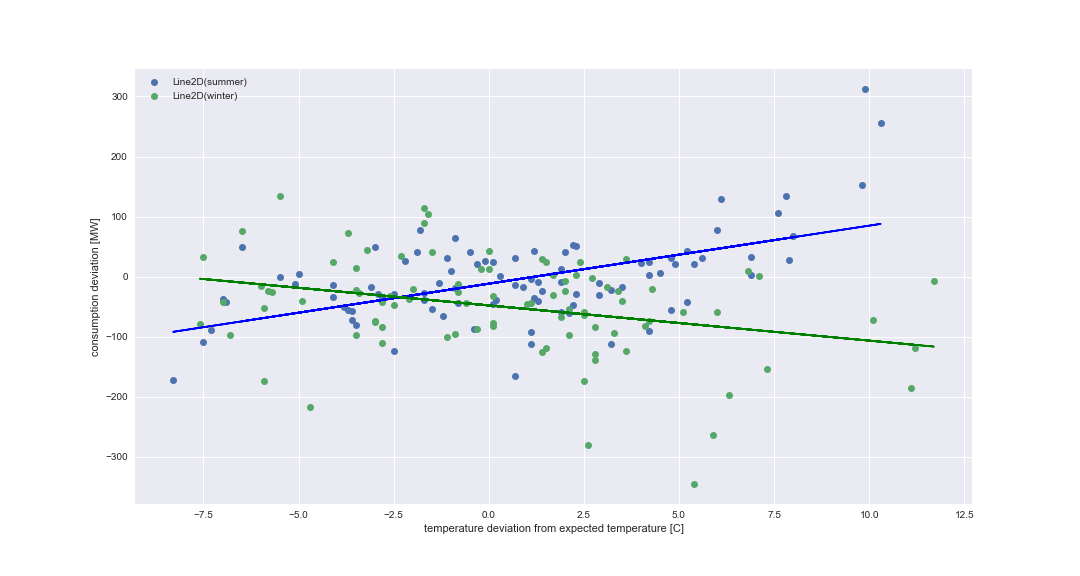 Line2D(summer)
Line2D(winter)
300
200
100
0
−100
−200
−300
consumption deviation [MW]
−7.5 −5.0 −2.5 0.0 2.5 5.0 7.5 10.0 12.5
temperature deviation from expected temperature [C]